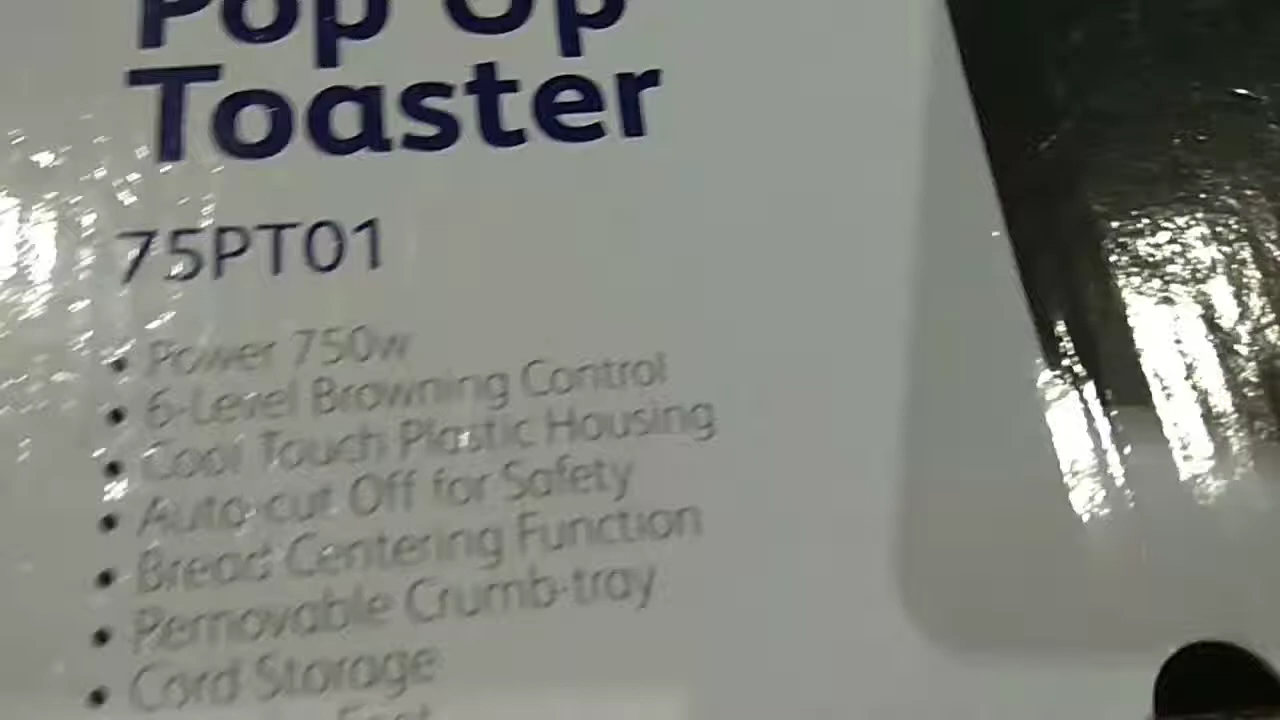 Pop Up
Toaster
75PT01
• Power 750w
• 6-Level Browning Control
• Cool Touch Plastic Housing
• Auto-cut Off for Safety
• Bread Centering Function
• Removable Crumb-tray
• Cord Storage
Feet